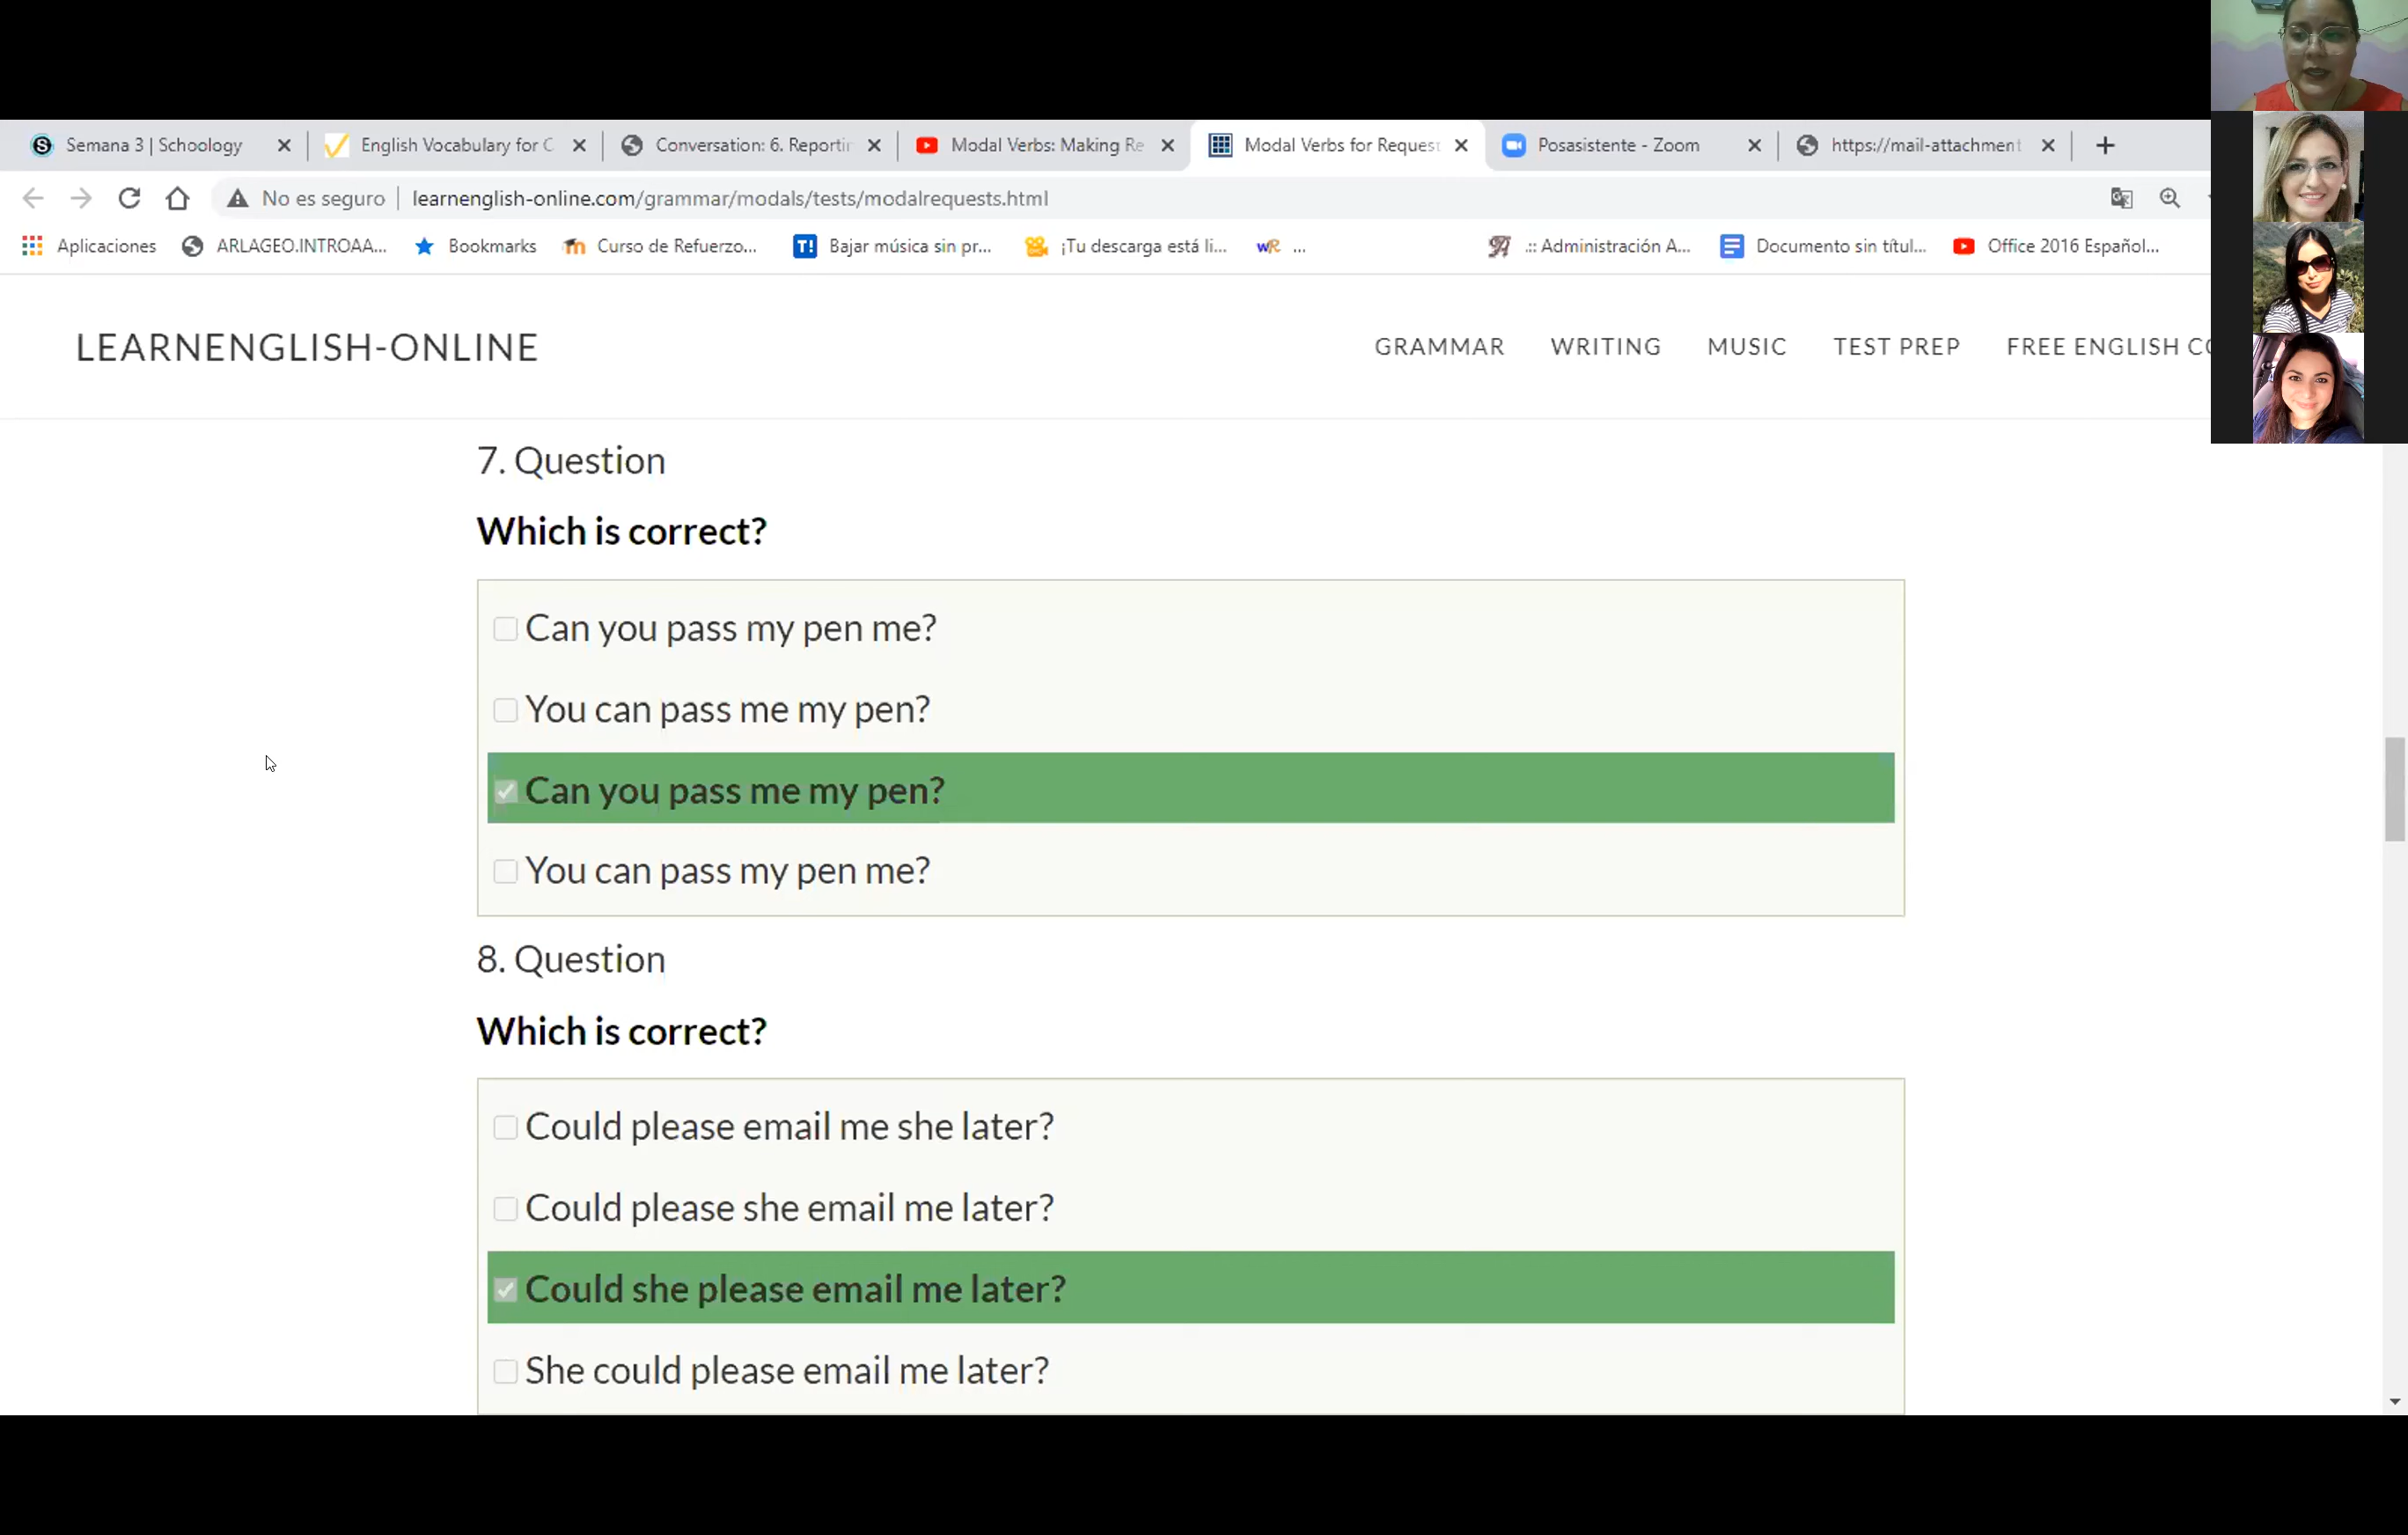 Semana 3 | Schoology
English Vocabulary for C
Conversation: 6. Reportin
Modal Verbs: Making Re
Modal Verbs for Request
Posasistente - Zoom
https://mail-attachment
No es seguro
learnenglish-online.com/grammar/modals/tests/modalrequests.html
Aplicaciones
ARLAGEO.INTROAA...
Bookmarks
Curso de Refuerzo...
T! Bajar música sin pr...
¡Tu descarga está li...
wR ...
.:: Administración A...
Documento sin títul...
Office 2016 Español...
LEARNENGLISH-ONLINE
GRAMMAR WRITING MUSIC TEST PREP FREE ENGLISH CO
7. Question
Which is correct?
Can you pass my pen me?
You can pass me my pen?
Can you pass me my pen?
You can pass my pen me?
8. Question
Which is correct?
Could please email me she later?
Could please she email me later?
Could she please email me later?
She could please email me later?